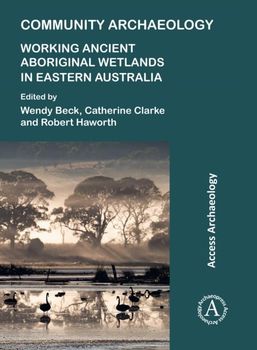 COMMUNITY ARCHAEOLOGY
WORKING ANCIENT
ABORIGINAL WETLANDS
IN EASTERN AUSTRALIA
Edited by
Wendy Beck, Catherine Clarke
and Robert Haworth
Access Archaeology